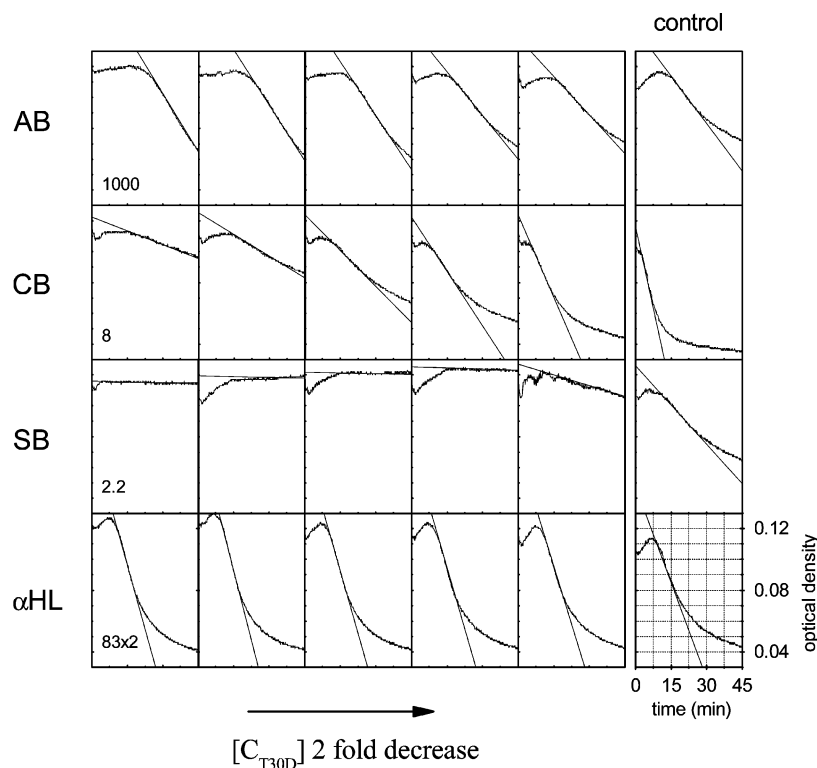 control
AB
1000
CB
8
SB
2.2
αHL
83x2
0.12
0.08
0.04
optical density
0 15 30 45
time (min)
[C_T30D] 2 fold decrease